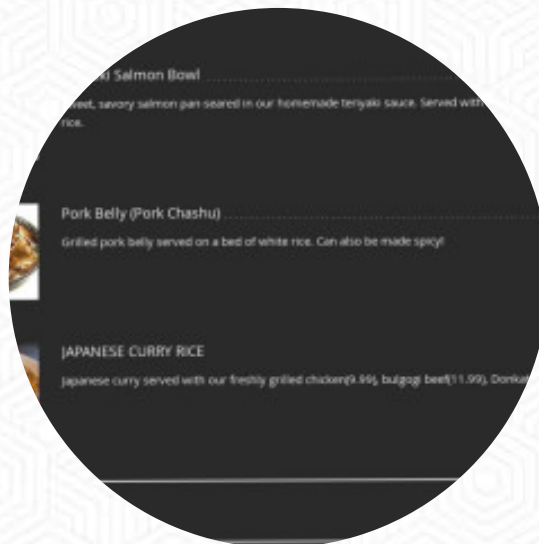 Salmon Bowl
savory salmon pan seared in our homemade teriyaki sauce. Served with
rice.
Pork Belly (Pork Chashu)
Grilled pork belly served on a bed of white rice. Can also be made spicy!
JAPANESE CURRY RICE
Japanese curry served with our freshly grilled chicken(9.99), bulgogi beef(11.99),